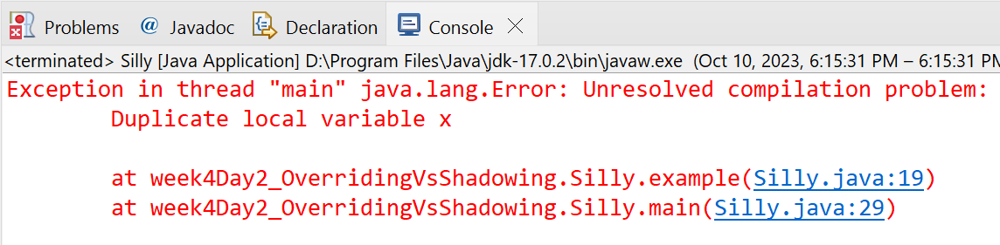 Problems @ Javadoc Declaration Console
<terminated> Silly [Java Application] D:\Program Files\Java\jdk-17.0.2\bin\javaw.exe (Oct 10, 2023, 6:15:31 PM – 6:15:31 PM
Exception in thread "main" java.lang.Error: Unresolved compilation problem:
Duplicate local variable x
at week4Day2_OverridingVsShadowing.Silly.example(Silly.java:19)
at week4Day2_OverridingVsShadowing.Silly.main(Silly.java:29)